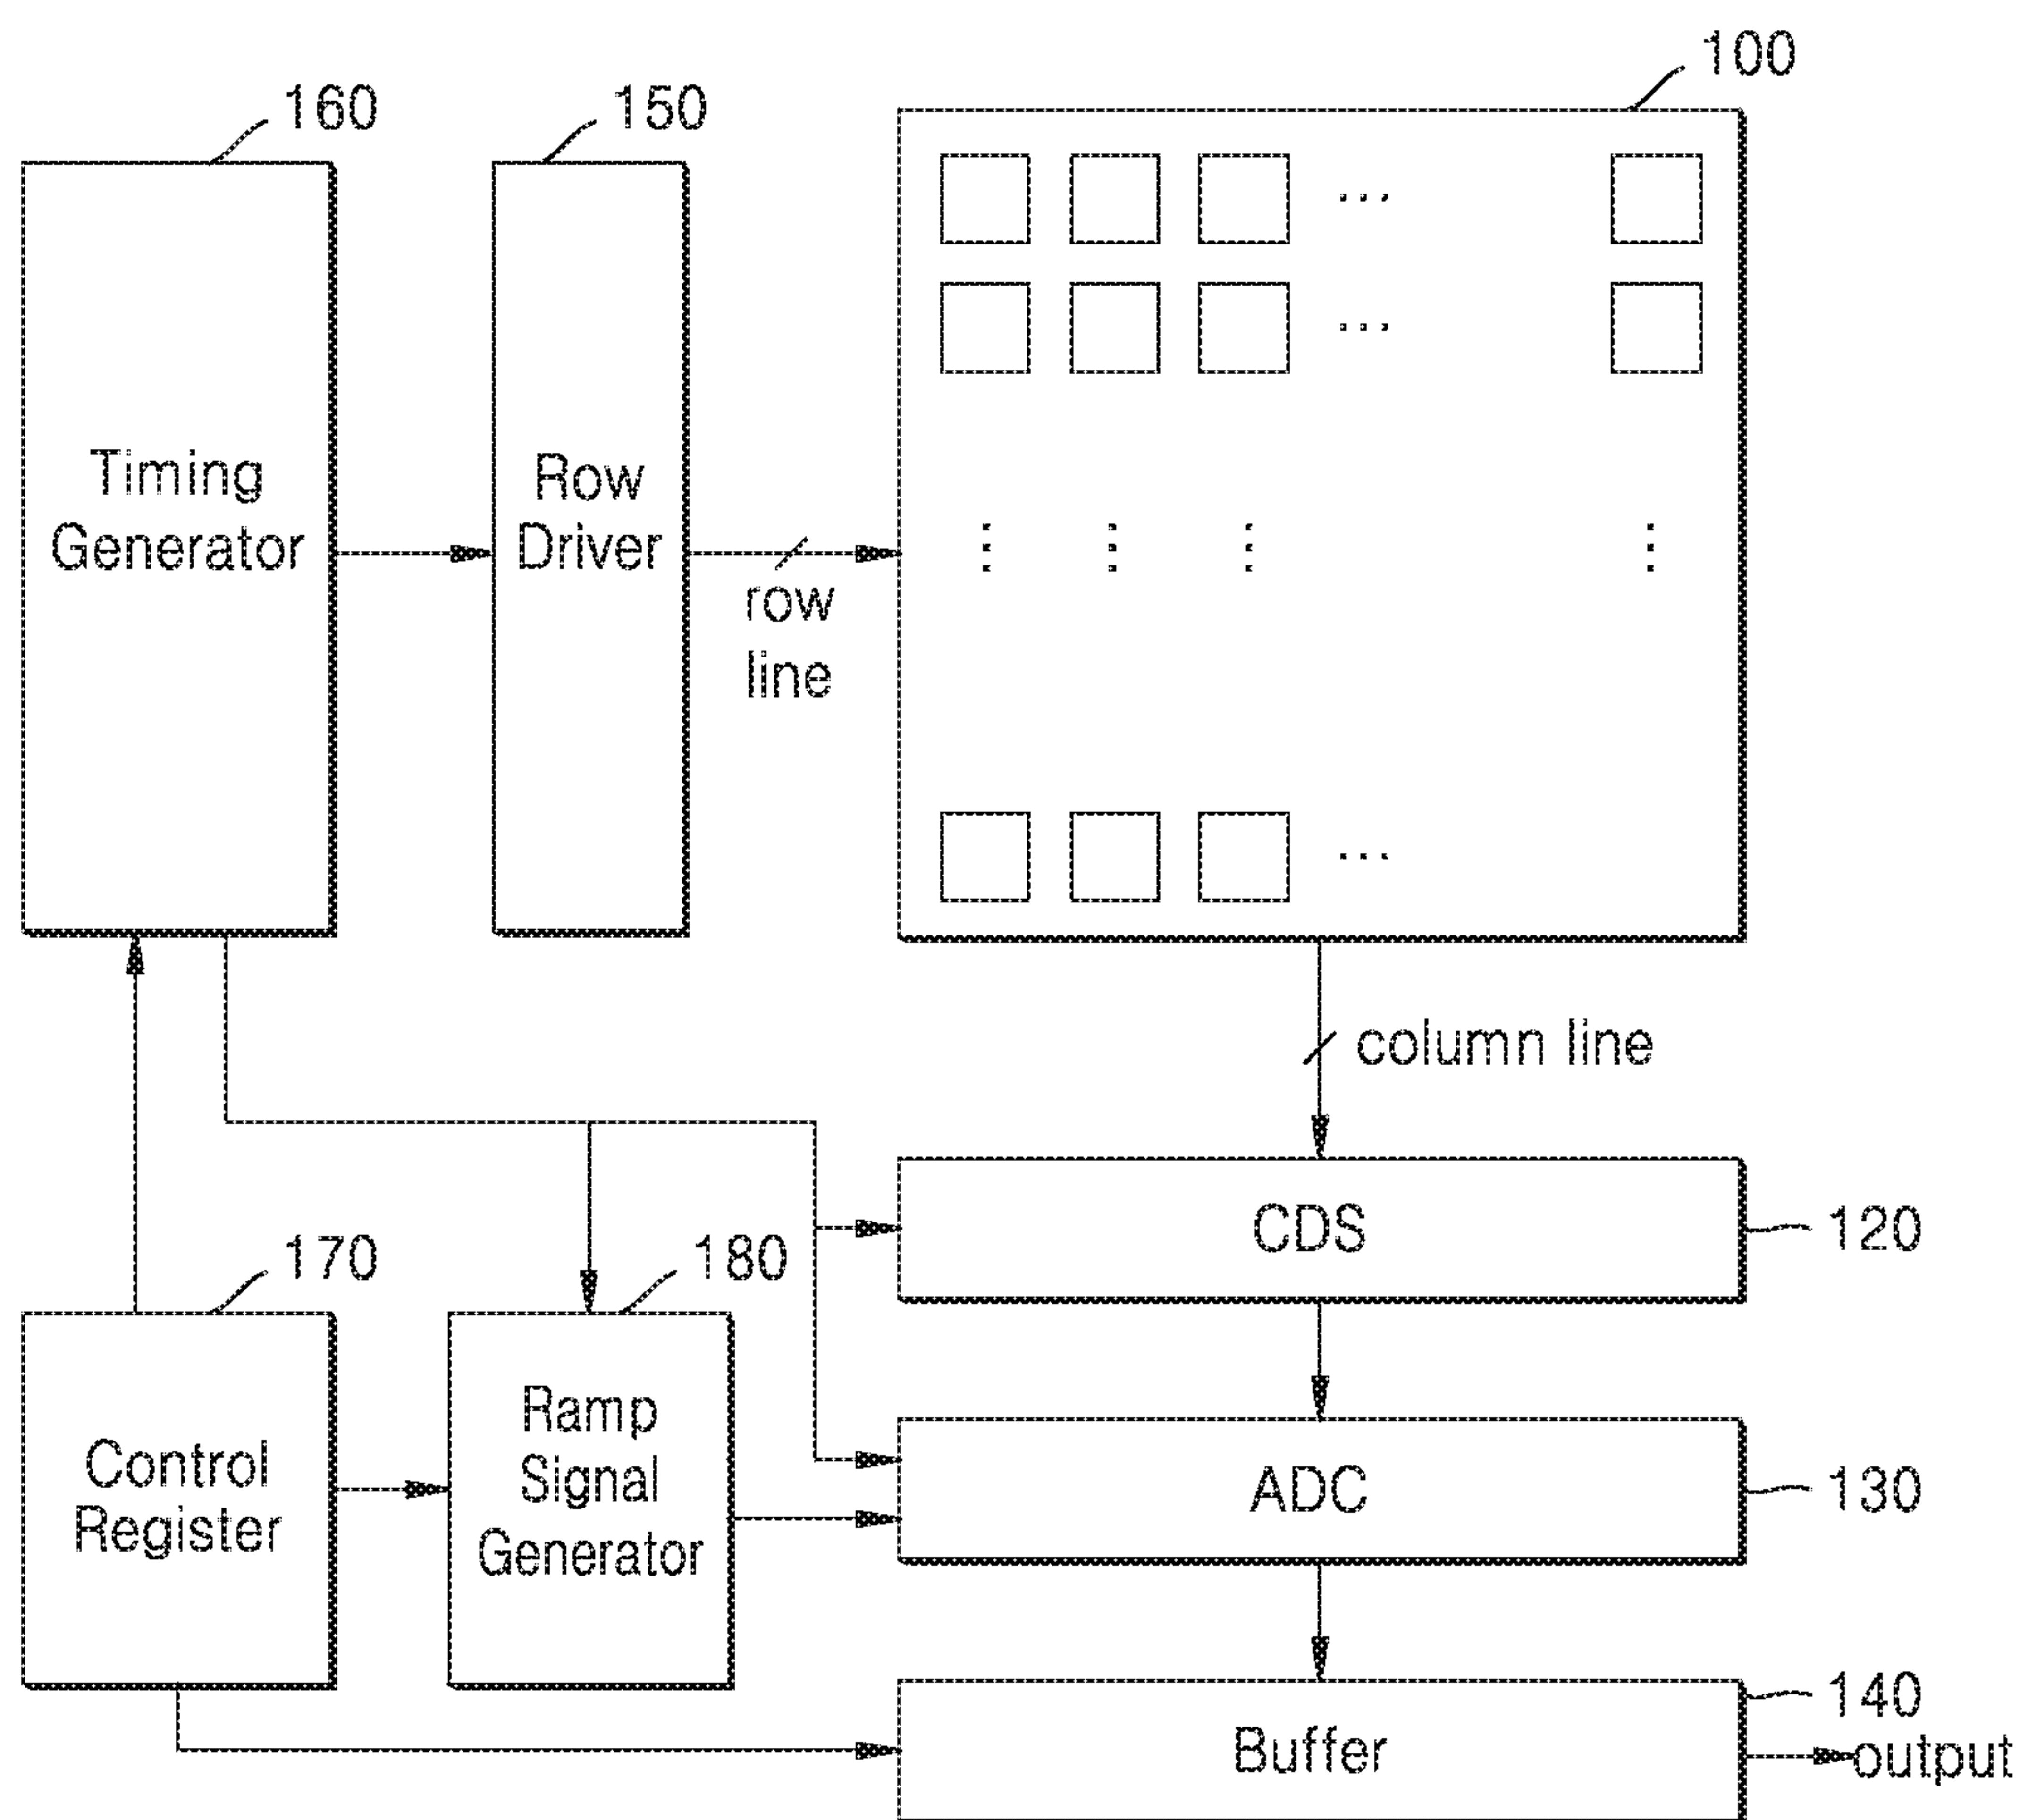 100
160
150
Timing
Generator
Row
Driver
row
line
column line
CDS
120
170
180
Control
Register
Ramp
Signal
Generator
ADC
130
140
Buffer
output